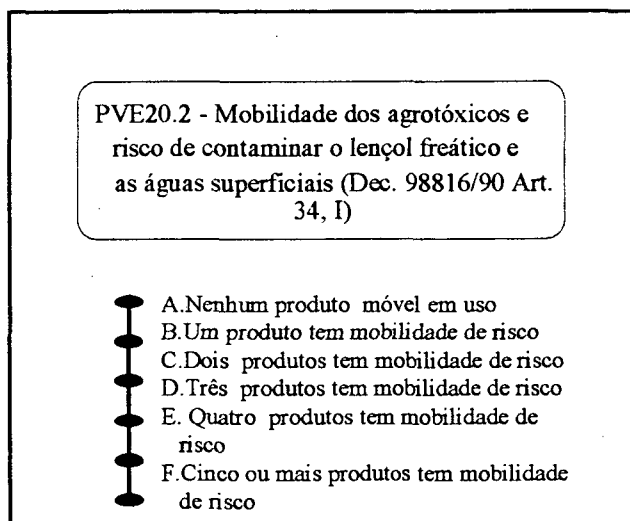 PVE20.2 - Mobilidade dos agrotóxicos e
risco de contaminar o lençol freático e
as águas superficiais (Dec. 98816/90 Art.
34, I)
A.Nenhum produto móvel em uso
B.Um produto tem mobilidade de risco
C.Dois produtos tem mobilidade de risco
D.Três produtos tem mobilidade de risco
E. Quatro produtos tem mobilidade de
risco
F.Cinco ou mais produtos tem mobilidade
de risco